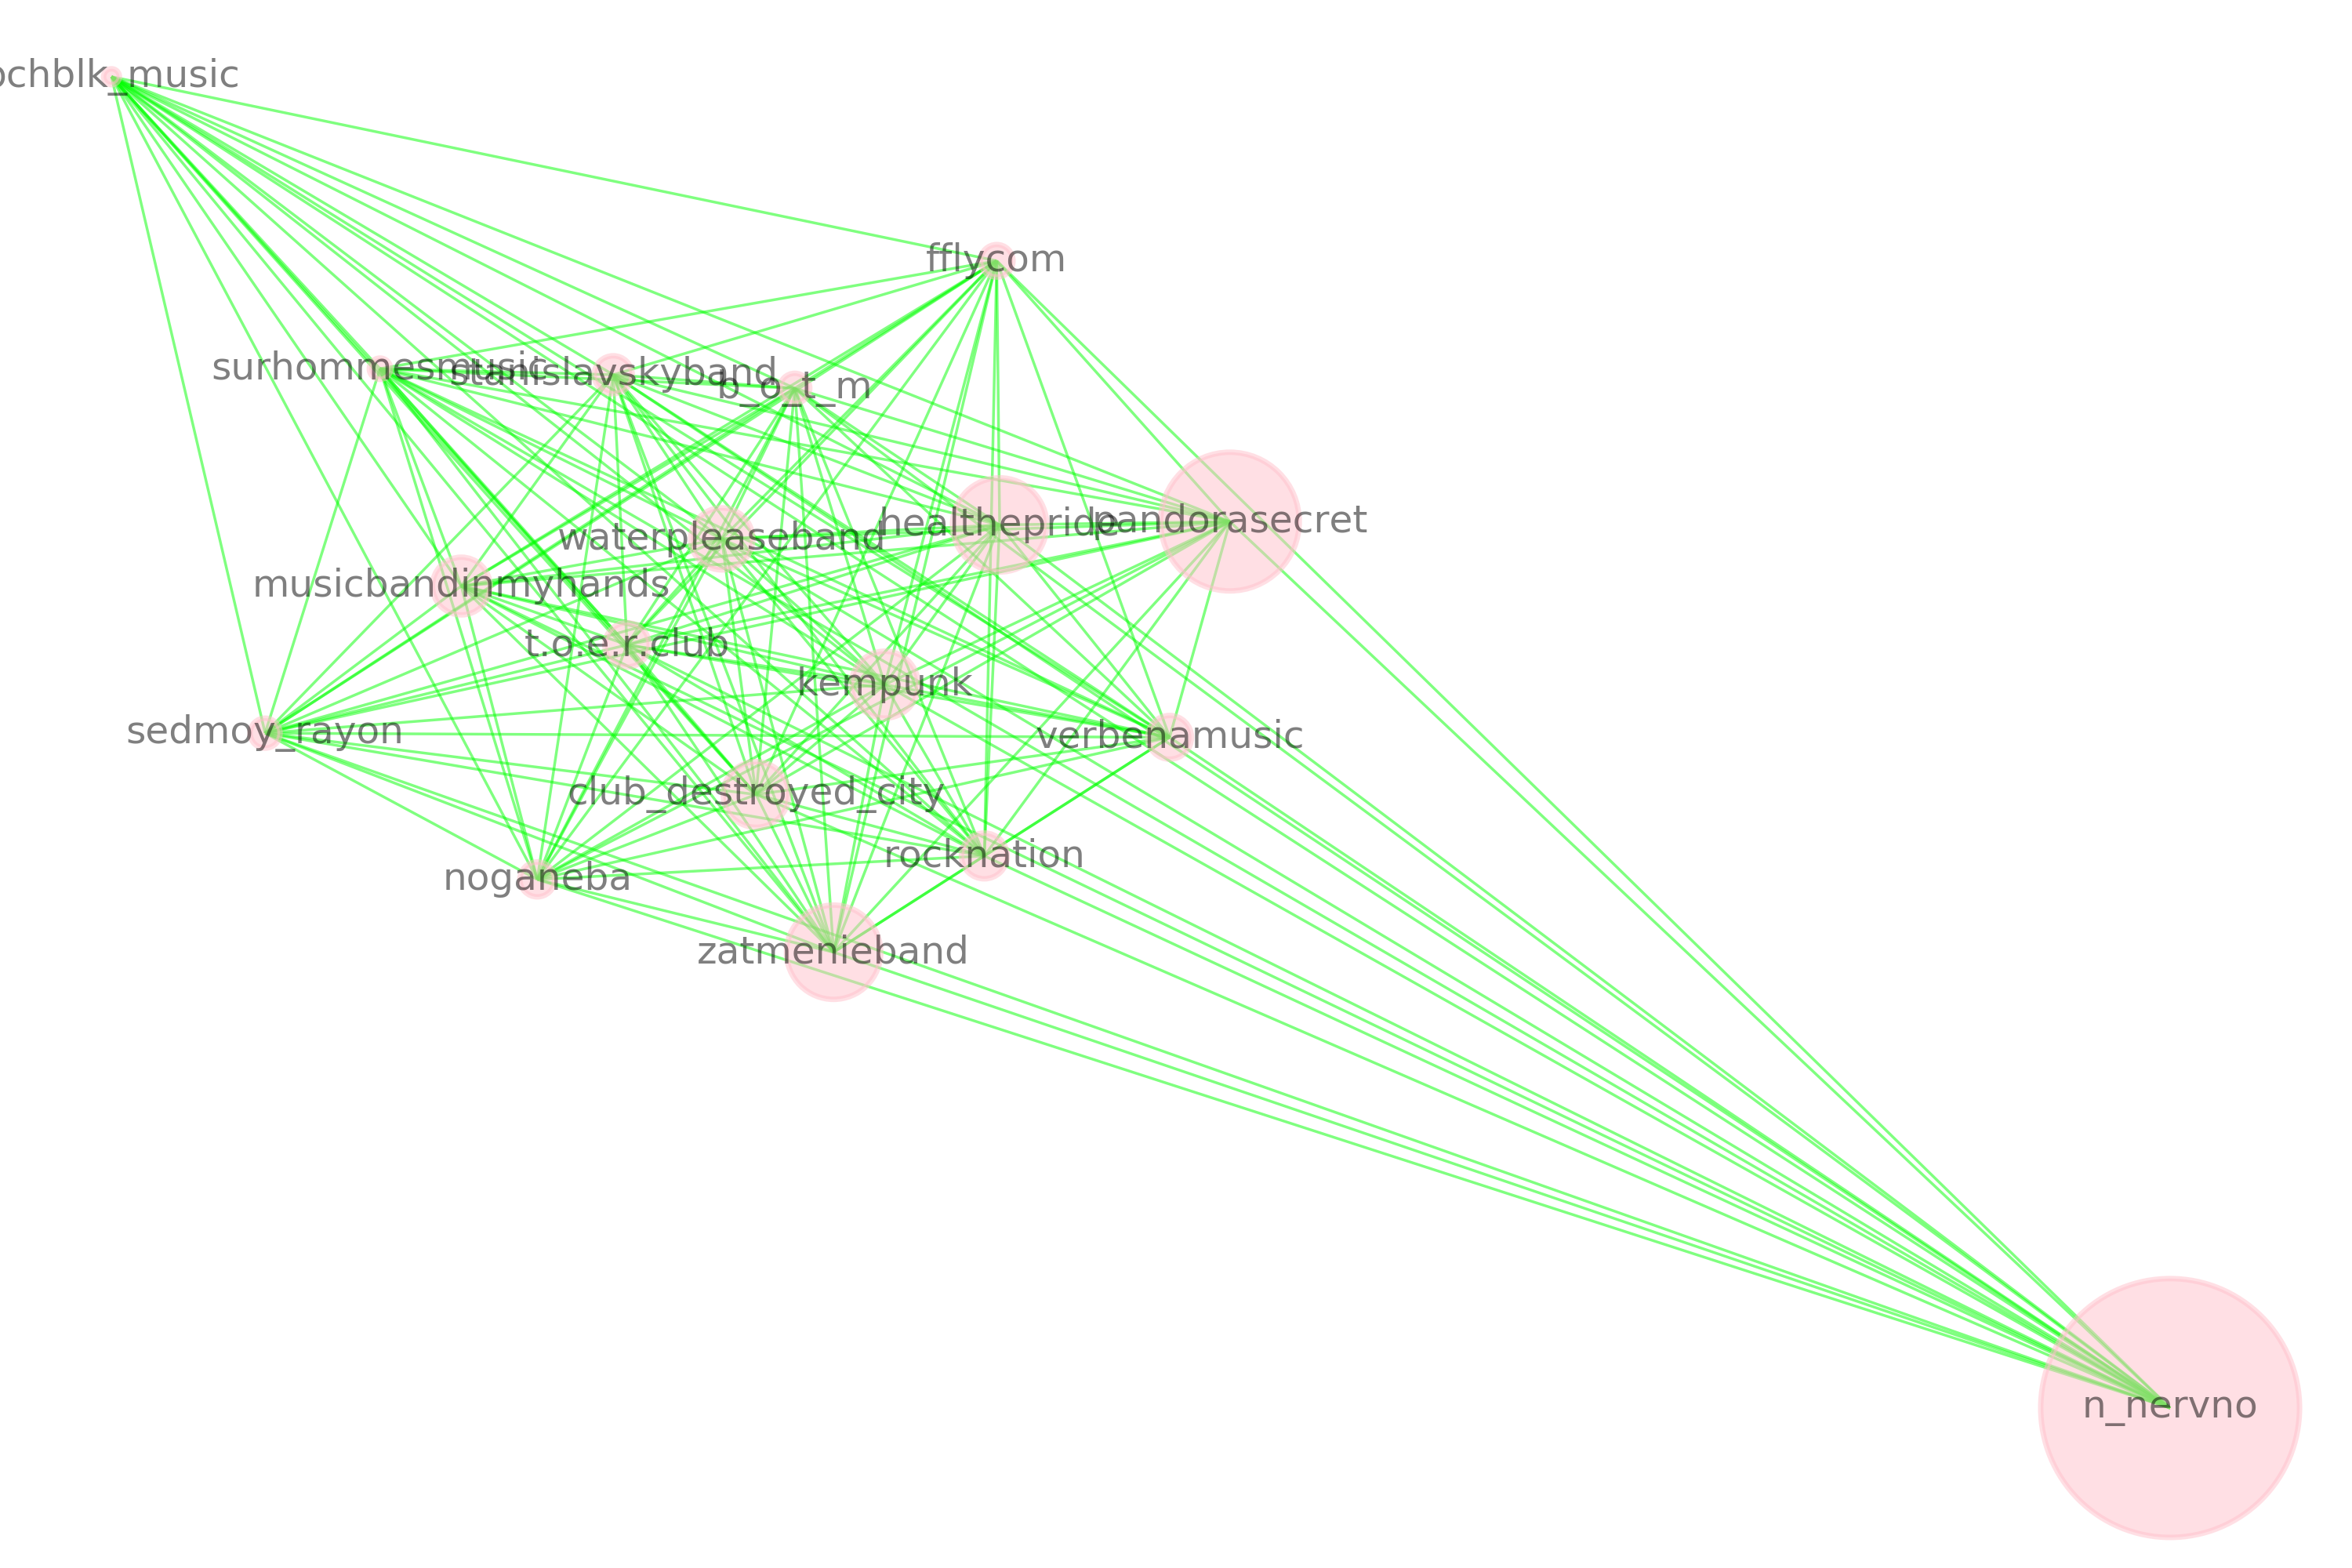 ochblk_music
fflycom
surhommesmusic
stanislavskyband
b_o_t_m
healthepride
pandorasecret
waterpleaseband
musicbandinmyhands
t.o.e.r.club
kempunk
sedmoy_rayon
verbenamusic
club_destroyed_city
rocknation
noganeba
zatmenieband
n_nervno